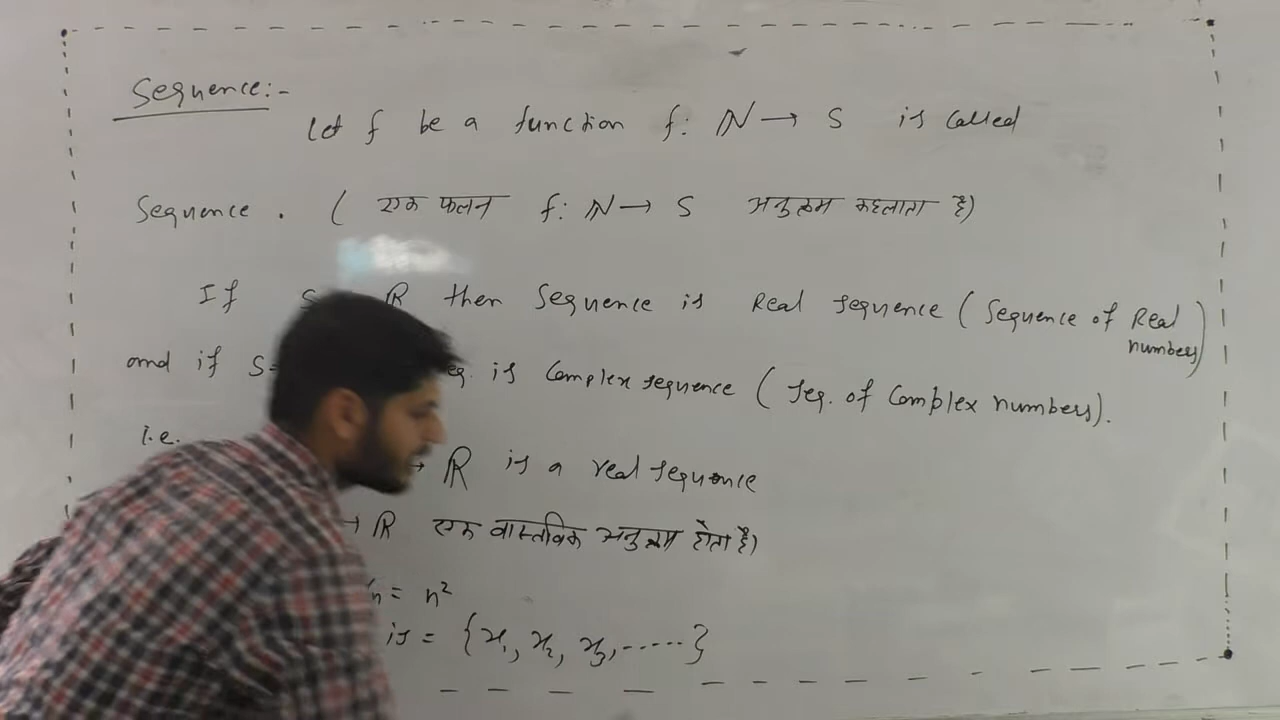 Sequence:-
Let f be a function f: ℕ → S is called
Sequence. ( एक फलन f: ℕ → S अनुक्रम कहलाता है)
If S ℝ then Sequence is Real sequence ( Sequence of Real numbers)
and if S= eq. is Complex sequence ( seq. of Complex numbers).
i.e.
→ ℝ is a real sequence
→ ℝ एक वास्तविक अनुक्रम होता है)
n = n²
is = {x₁, x₂, x₃, ..... }